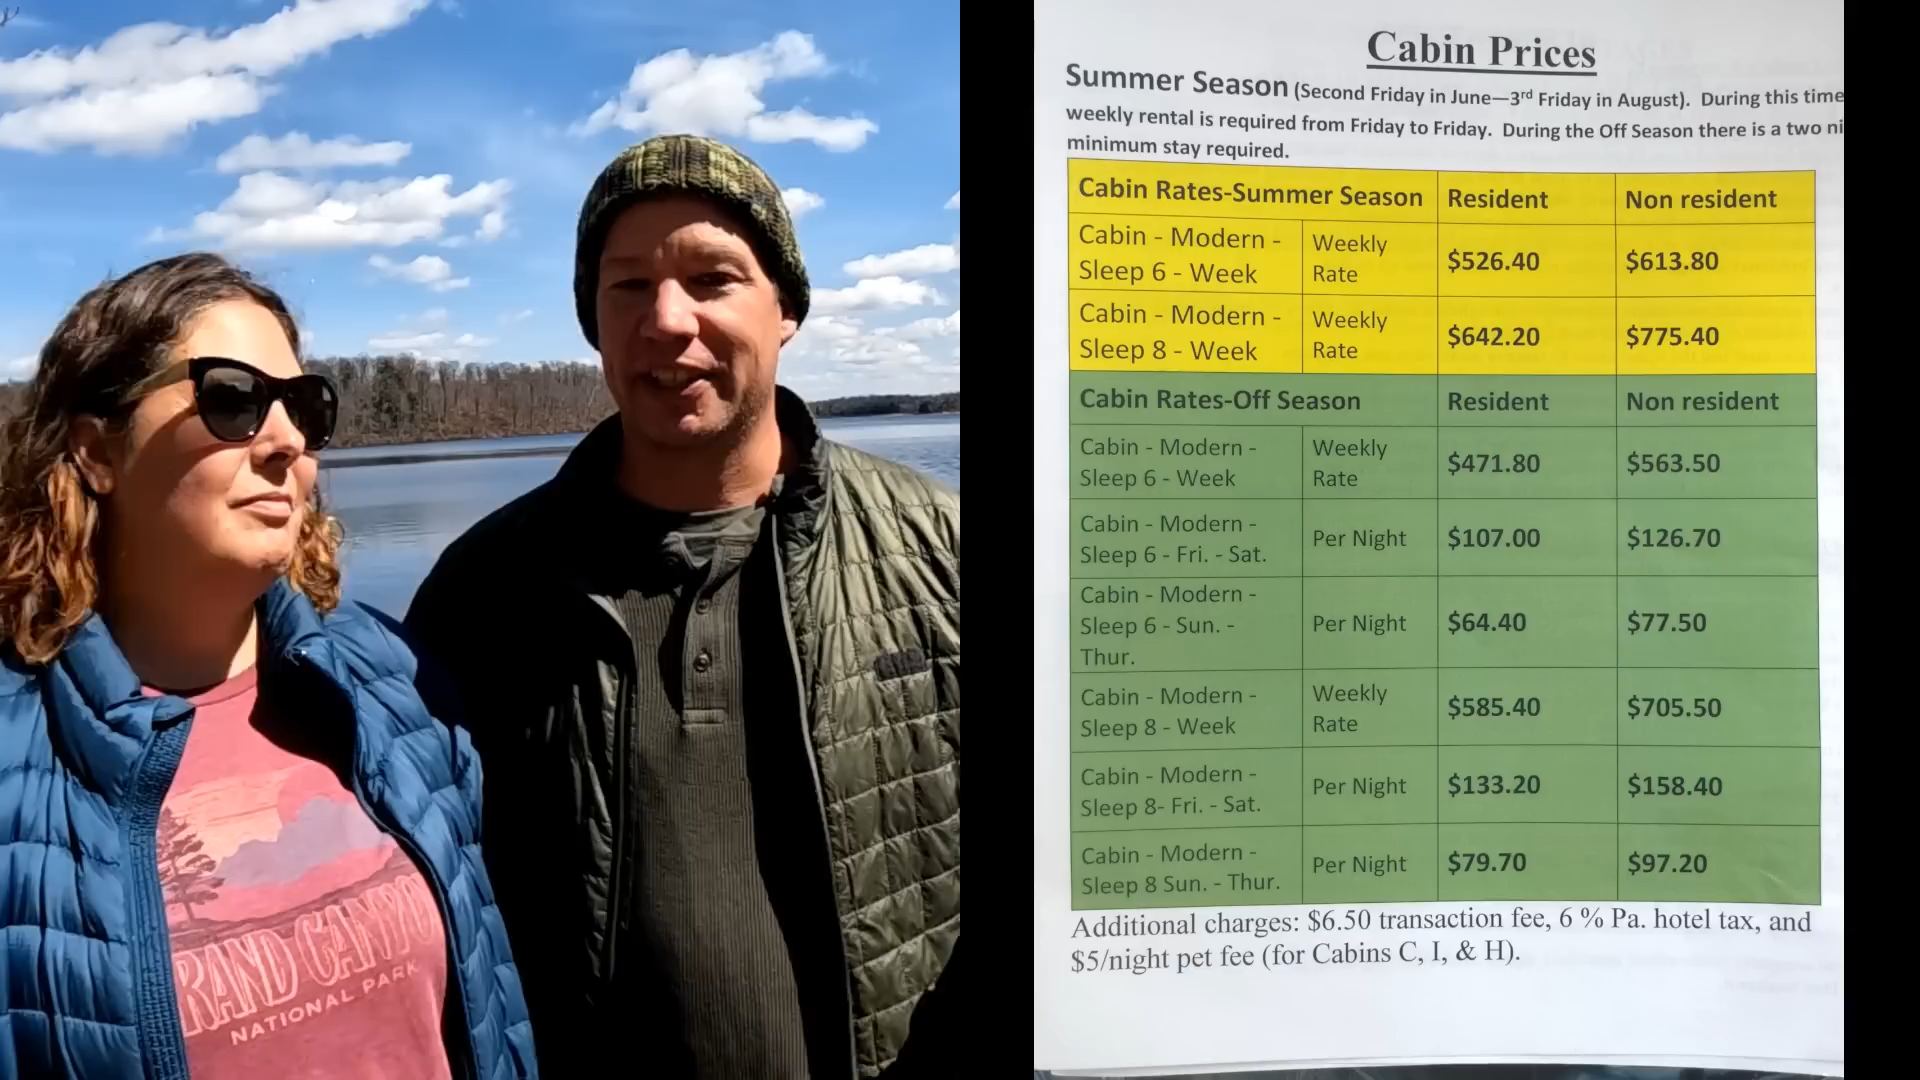 RAND CANYO
NATIONAL PARK
Cabin Prices
Summer Season (Second Friday in June—3rd Friday in August). During this time
weekly rental is required from Friday to Friday. During the Off Season there is a two ni
minimum stay required.
Cabin Rates-Summer Season Resident Non resident
Cabin - Modern -
Sleep 6 - Week
Weekly
Rate
$526.40 $613.80
Cabin - Modern -
Sleep 8 - Week
Weekly
Rate
$642.20 $775.40
Cabin Rates-Off Season Resident Non resident
Cabin - Modern -
Sleep 6 - Week
Weekly
Rate
$471.80 $563.50
Cabin - Modern -
Sleep 6 - Fri. - Sat.
Per Night $107.00 $126.70
Cabin - Modern -
Sleep 6 - Sun. -
Thur.
Per Night $64.40 $77.50
Cabin - Modern -
Sleep 8 - Week
Weekly
Rate
$585.40 $705.50
Cabin - Modern -
Sleep 8- Fri. - Sat.
Per Night $133.20 $158.40
Cabin - Modern -
Sleep 8 Sun. - Thur.
Per Night $79.70 $97.20
Additional charges: $6.50 transaction fee, 6 % Pa. hotel tax, and
$5/night pet fee (for Cabins C, I, & H).